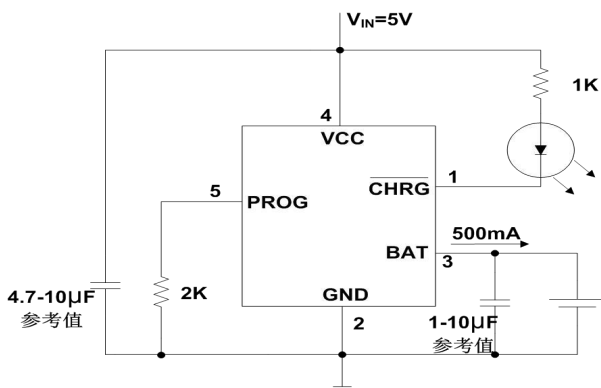 VIN=5V
1K
4
VCC
5
PROG
CHRG
1
500mA
BAT
3
4.7-10μF
参考值
2K
GND
2
1-10μF
参考值